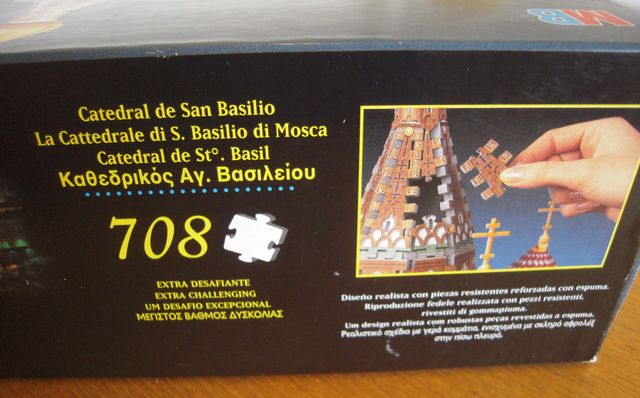 MB
Catedral de San Basilio
La Cattedrale di S. Basilio di Mosca
Catedral de Stº. Basil
Καθεδρικός Αγ. Βασιλείου
708
EXTRA DESAFIANTE
EXTRA CHALLENGING
UM DESAFIO EXCEPCIONAL
ΜΕΓΙΣΤΟΣ ΒΑΘΜΟΣ ΔΥΣΚΟΛΙΑΣ
Diseño realista con piezas resistentes reforzadas con espuma.
Riproduzione fedele realizzata con pezzi resistenti,
rivestiti di gommapiuma.
Um design realista com robustas peças revestidas a espuma.
Ρεαλιστικό σχέδιο με γερά κομμάτια, ενισχυμένα με σκληρό αφρολέξ
στην πίσω πλευρά.